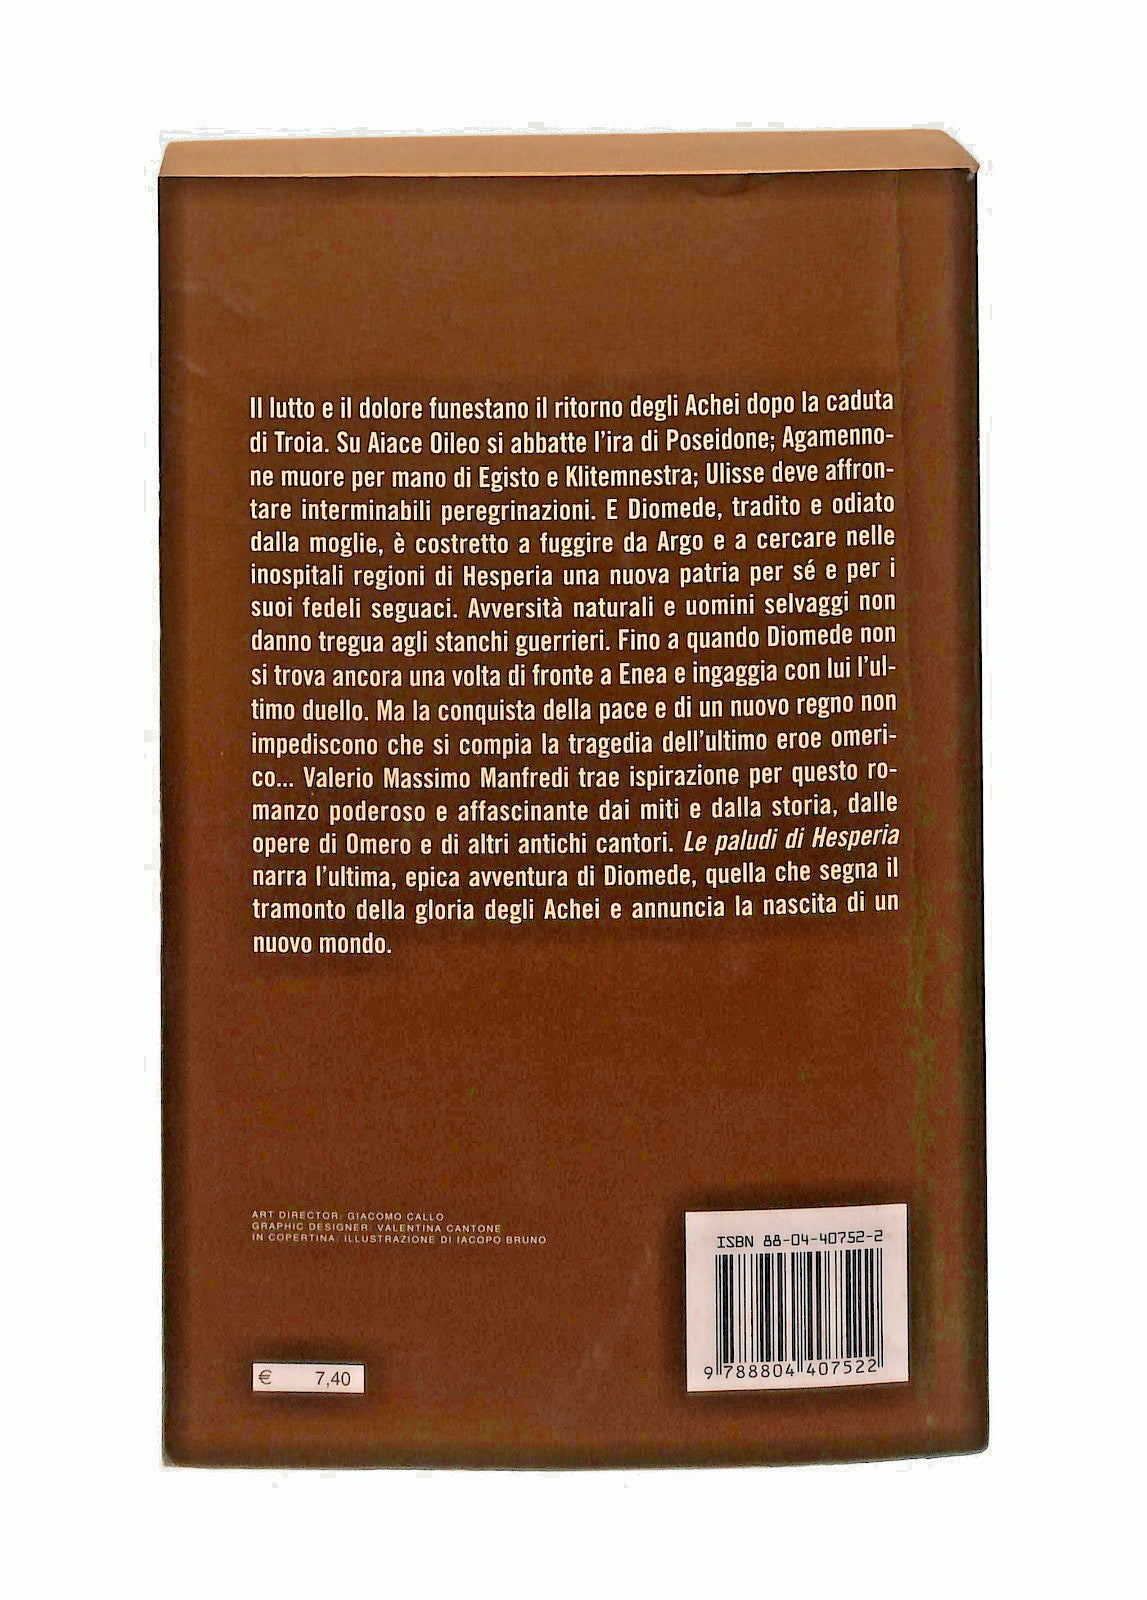 Il lutto e il dolore funestano il ritorno degli Achei dopo la caduta
di Troia. Su Aiace Oileo si abbatte l'ira di Poseidone; Agamenno-
ne muore per mano di Egisto e Klitemnestra; Ulisse deve affron-
tare interminabili peregrinazioni. E Diomede, tradito e odiato
dalla moglie, è costretto a fuggire da Argo e a cercare nelle
inospitali regioni di Hesperia una nuova patria per sé e per i
suoi fedeli seguaci. Avversità naturali e uomini selvaggi non
danno tregua agli stanchi guerrieri. Fino a quando Diomede non
si trova ancora una volta di fronte a Enea e ingaggia con lui l'ul-
timo duello. Ma la conquista della pace e di un nuovo regno non
impediscono che si compia la tragedia dell'ultimo eroe omeri-
co... Valerio Massimo Manfredi trae ispirazione per questo ro-
manzo poderoso e affascinante dai miti e dalla storia, dalle
opere di Omero e di altri antichi cantori. Le paludi di Hesperia
narra l'ultima, epica avventura di Diomede, quella che segna il
tramonto della gloria degli Achei e annuncia la nascita di un
nuovo mondo.
ART DIRECTOR: GIACOMO CALLO
GRAPHIC DESIGNER: VALENTINA CANTONE
IN COPERTINA: ILLUSTRAZIONE DI IACOPO BRUNO
€ 7,40
ISBN 88-04-40752-2
9 788804 407522